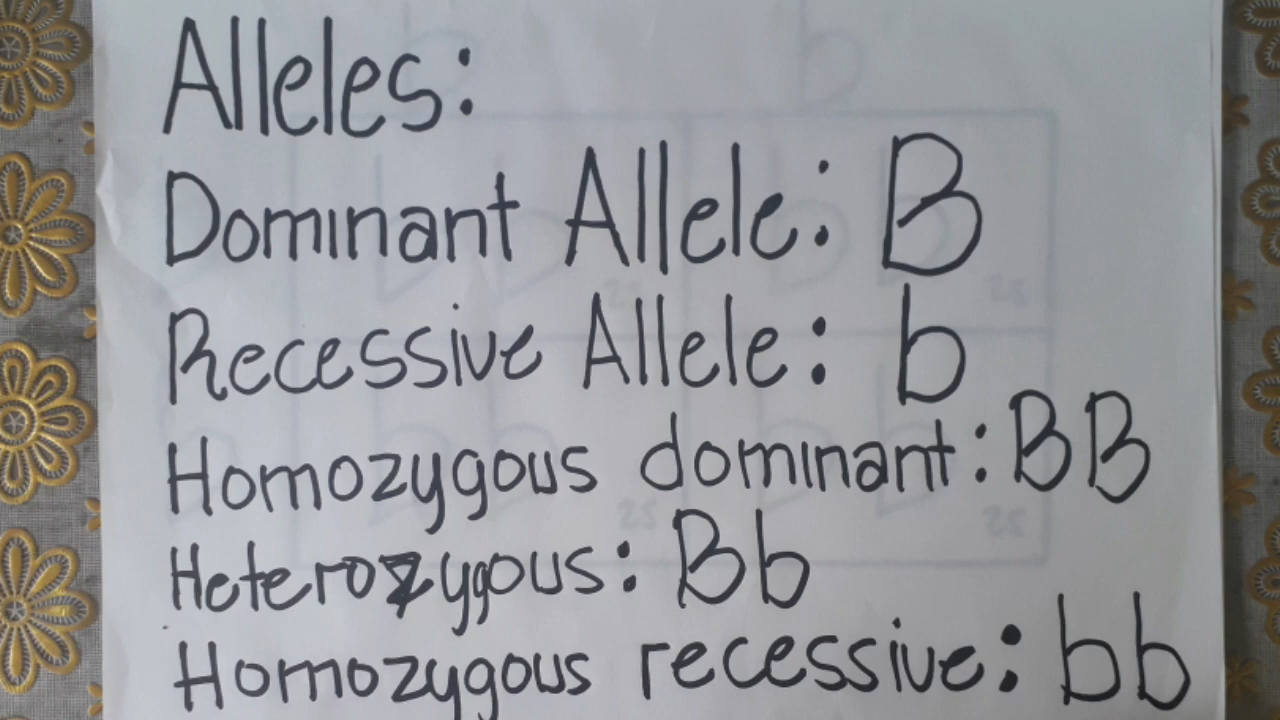 Alleles:
Dominant Allele: B
Recessive Allele: b
Homozygous dominant: BB
Heterozygous: Bb
Homozygous recessive: bb